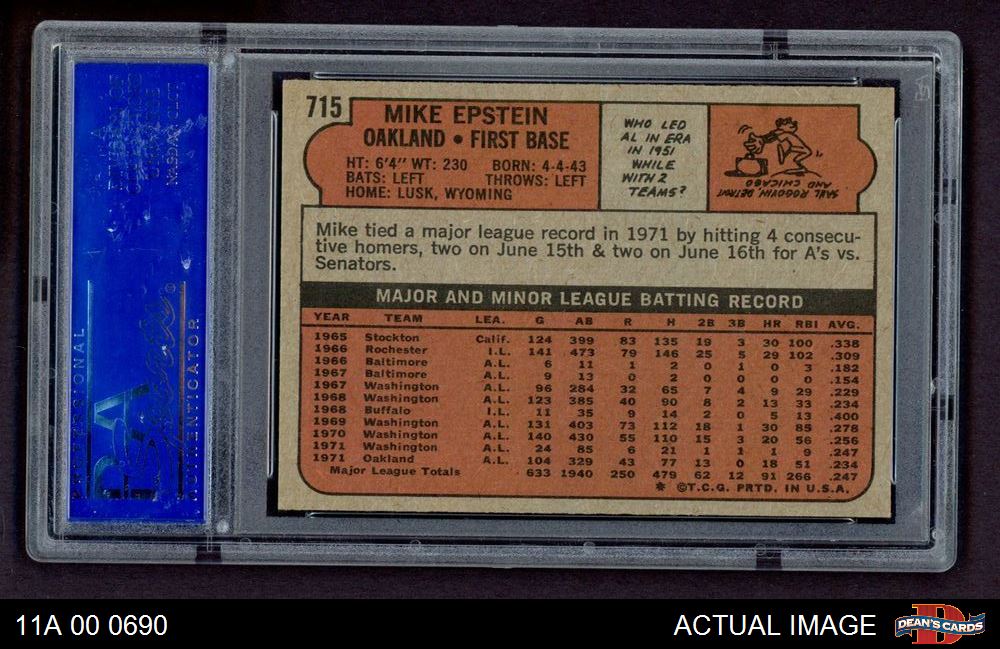 715
MIKE EPSTEIN
OAKLAND • FIRST BASE
HT: 6'4" WT: 230 BORN: 4-4-43
BATS: LEFT THROWS: LEFT
HOME: LUSK, WYOMING
WHO LED
AL IN ERA
IN 1951
WHILE
WITH 2
TEAMS?
SAUL ROGOVIN, DETROIT
AND CHICAGO
Mike tied a major league record in 1971 by hitting 4 consecu-
tive homers, two on June 15th & two on June 16th for A's vs.
Senators.
MAJOR AND MINOR LEAGUE BATTING RECORD
YEAR TEAM LEA. G AB R H 2B 3B HR RBI AVG.
1965 Stockton Calif. 124 399 83 135 19 3 30 100 .338
1966 Rochester I.L. 141 473 79 146 25 5 29 102 .309
1966 Baltimore A.L. 6 11 1 2 0 1 0 3 .182
1967 Baltimore A.L. 9 13 0 2 0 0 0 0 .154
1967 Washington A.L. 96 284 32 65 7 4 9 29 .229
1968 Washington A.L. 123 385 40 90 8 2 13 33 .234
1968 Buffalo I.L. 11 35 9 14 2 0 5 13 .400
1969 Washington A.L. 131 403 73 112 18 1 30 85 .278
1970 Washington A.L. 140 430 55 110 15 3 20 56 .256
1971 Washington A.L. 24 85 6 21 1 1 1 9 .247
1971 Oakland A.L. 104 329 43 77 13 0 18 51 .234
Major League Totals 633 1940 250 479 62 12 91 266 .247
* ©T.C.G. PRTD. IN U.S.A.
PSA
PROFESSIONAL
AUTHENTICATOR
11A 00 0690
ACTUAL IMAGE
DEAN'S CARDS